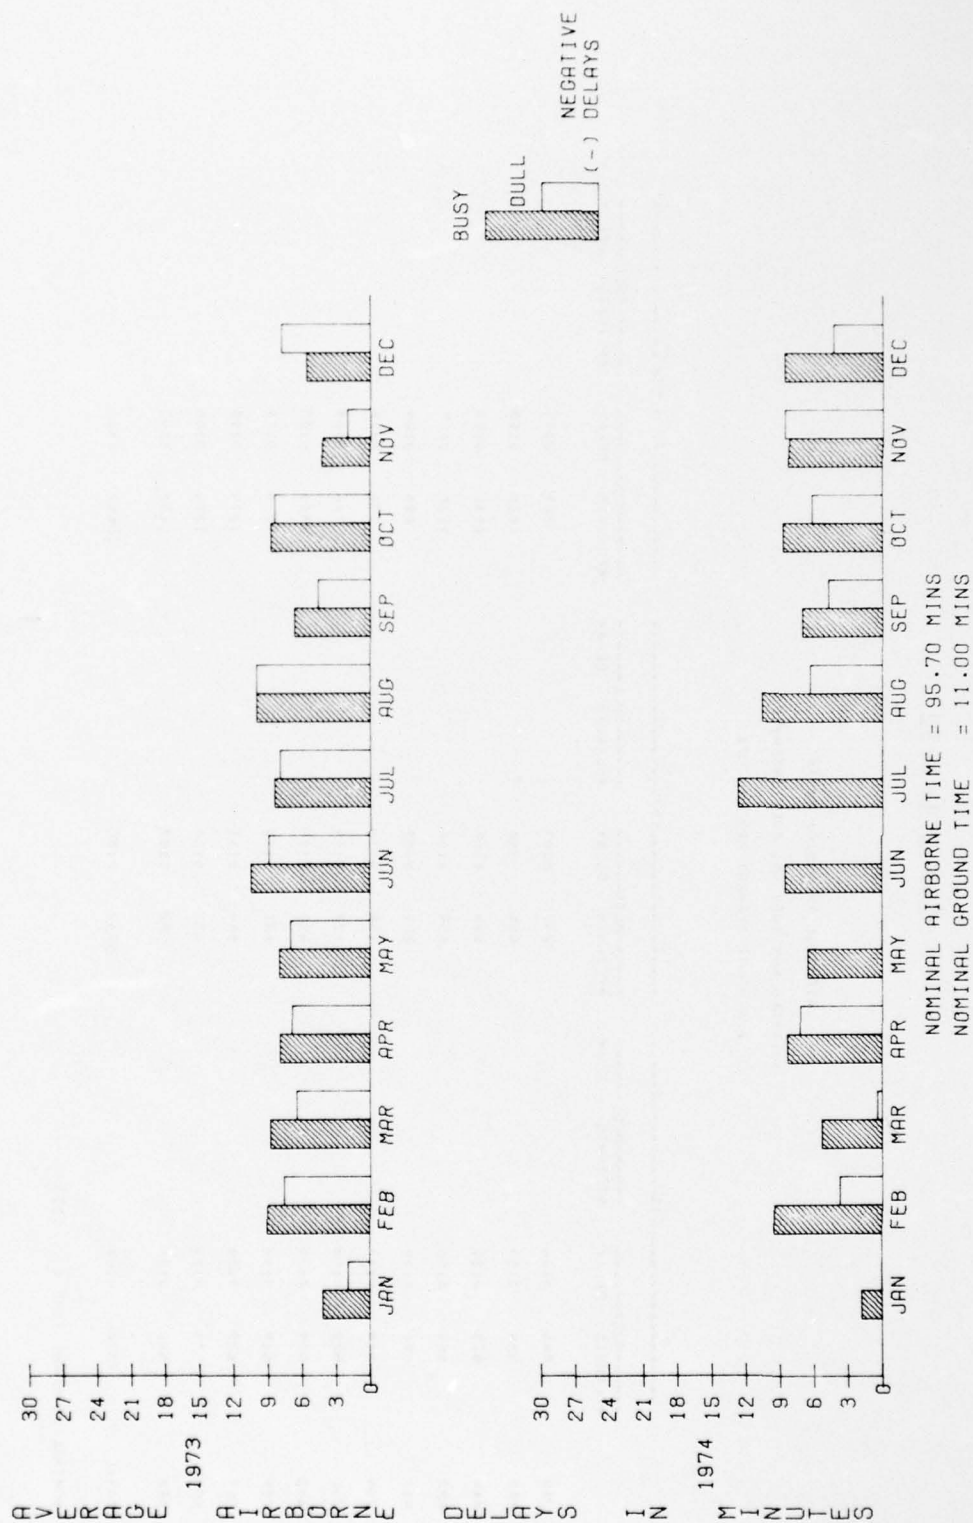 AVERAGE AIRBORNE DELAYS IN MINUTES
1973
30
27
24
21
18
15
12
9
6
3
0
JAN FEB MAR APR MAY JUN JUL AUG SEP OCT NOV DEC
BUSY
DULL
NEGATIVE
(-) DELAYS
1974
30
27
24
21
18
15
12
9
6
3
0
JAN FEB MAR APR MAY JUN JUL AUG SEP OCT NOV DEC
NOMINAL AIRBORNE TIME = 95.70 MINS
NOMINAL GROUND TIME = 11.00 MINS